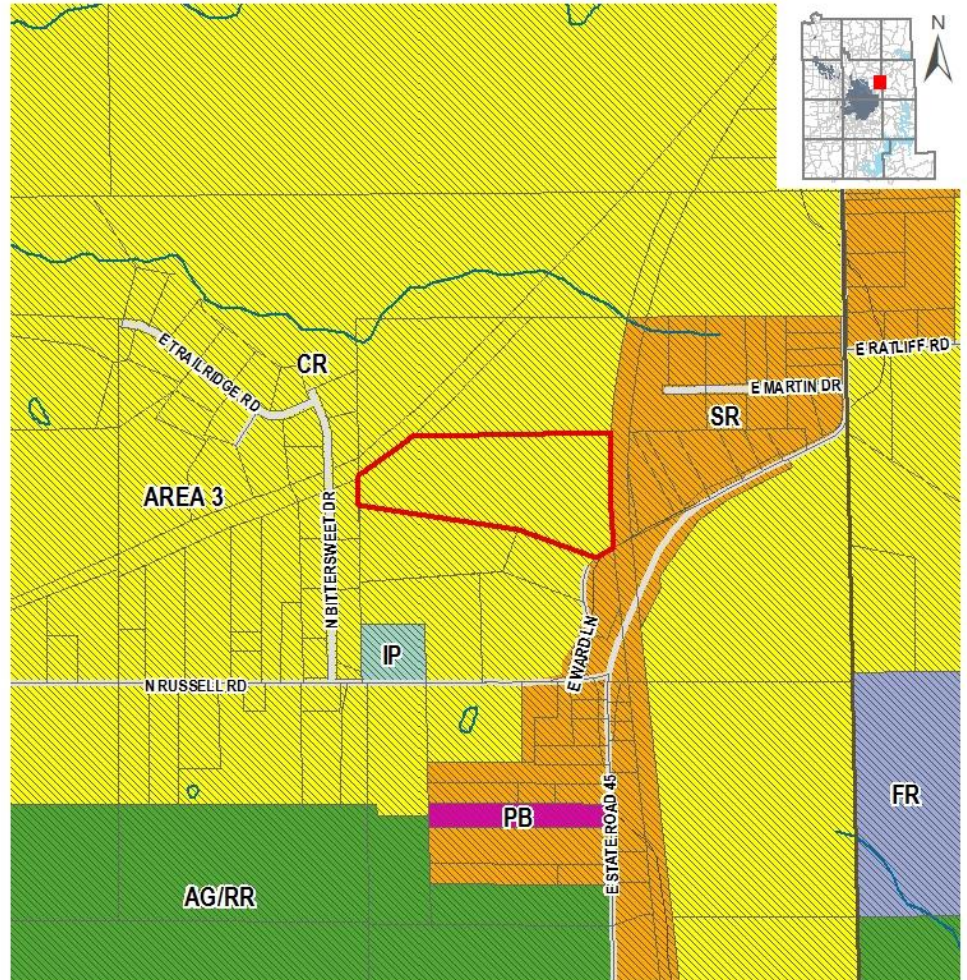 N
E RATLIFF RD
E TRAILRIDGE RD
CR
E MARTIN DR
SR
AREA 3
N BITTERSWEET DR
E WARD LN
IP
N RUSSELL RD
E STATE ROAD 45
FR
PB
AG/RR